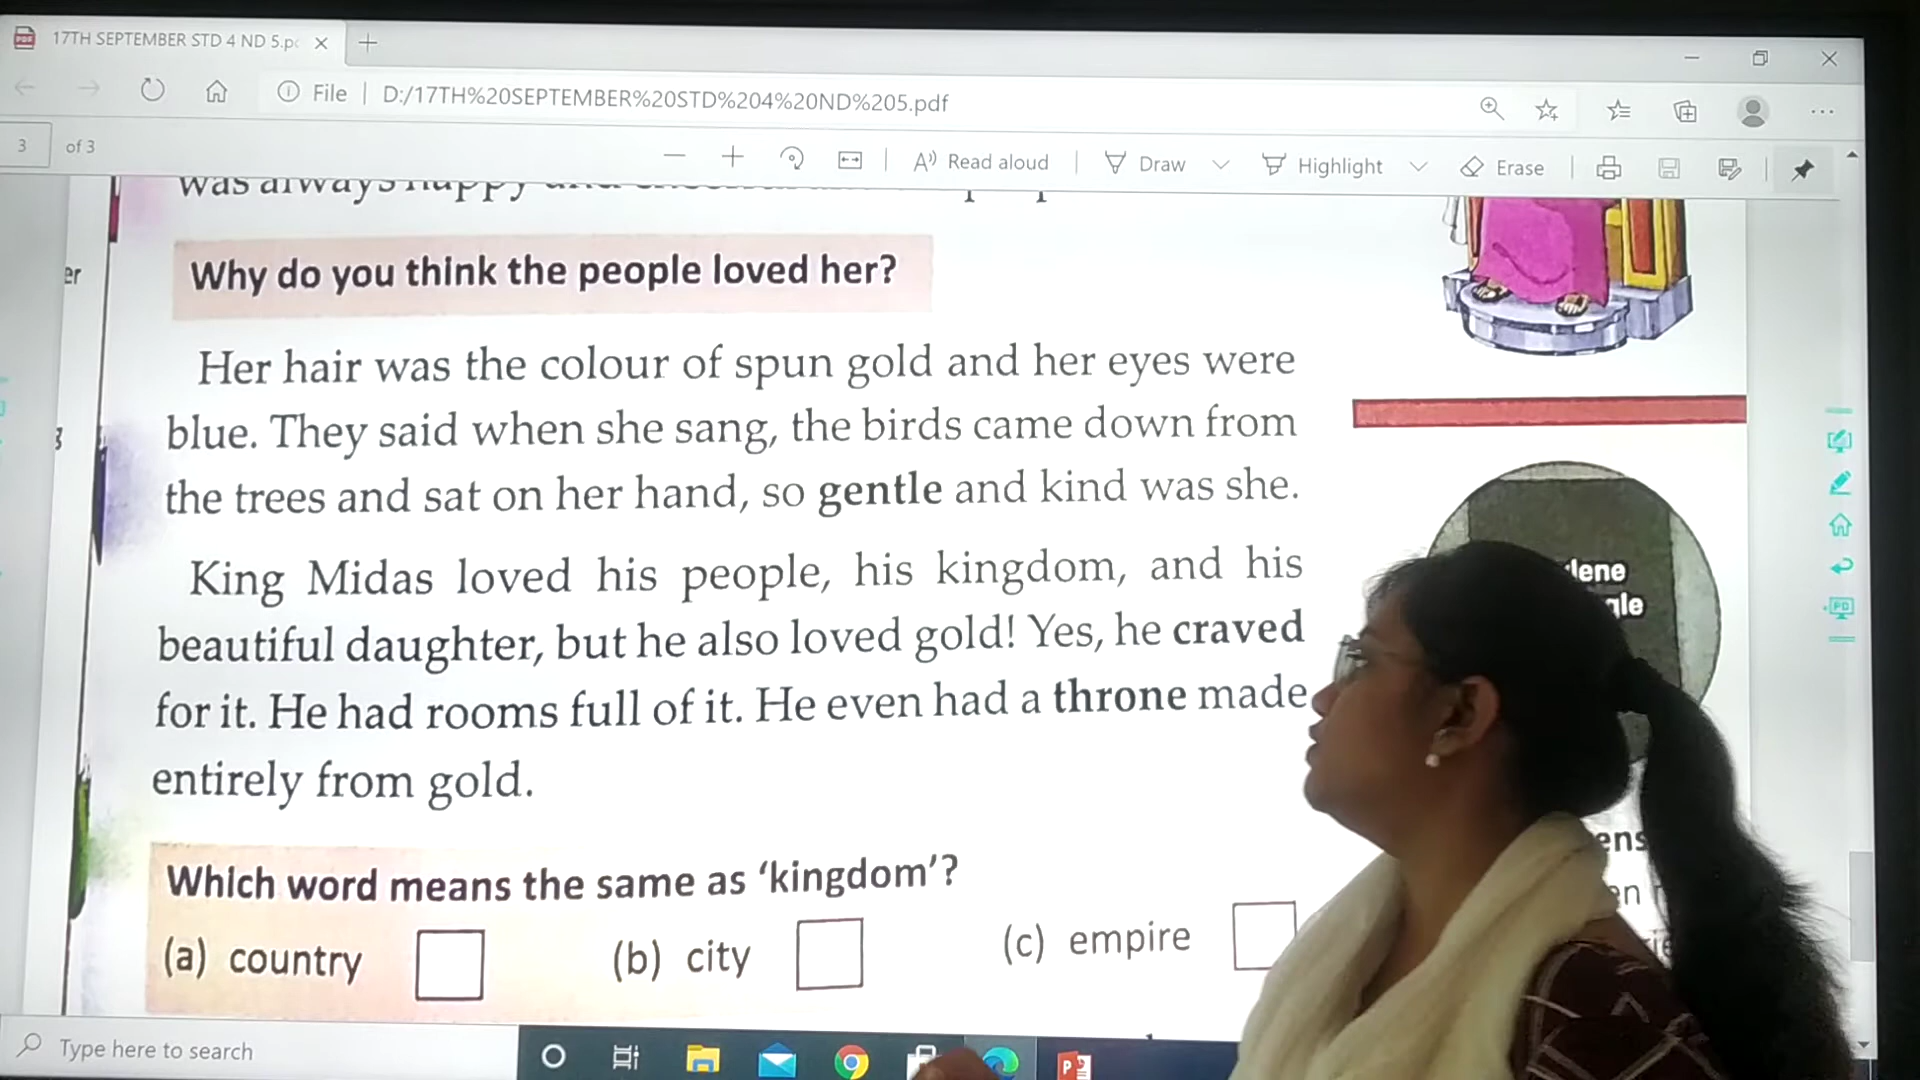 17TH SEPTEMBER STD 4 ND 5.p
File
D:/17TH%20SEPTEMBER%20STD%204%20ND%205.pdf
3 of 3
Read aloud
Draw
Highlight
Erase
was always happy
Why do you think the people loved her?
Her hair was the colour of spun gold and her eyes were
blue. They said when she sang, the birds came down from
the trees and sat on her hand, so gentle and kind was she.
King Midas loved his people, his kingdom, and his
beautiful daughter, but he also loved gold! Yes, he craved
for it. He had rooms full of it. He even had a throne made
entirely from gold.
Which word means the same as ‘kingdom’?
(a) country (b) city (c) empire
Type here to search